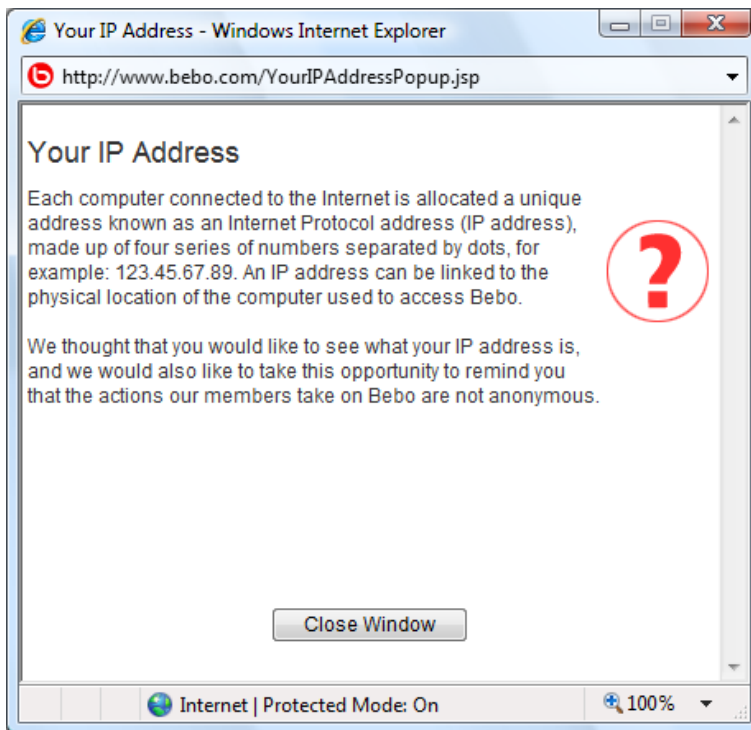 Your IP Address - Windows Internet Explorer
http://www.bebo.com/YourIPAddressPopup.jsp
Your IP Address
Each computer connected to the Internet is allocated a unique
address known as an Internet Protocol address (IP address),
made up of four series of numbers separated by dots, for
example: 123.45.67.89. An IP address can be linked to the
physical location of the computer used to access Bebo.
We thought that you would like to see what your IP address is,
and we would also like to take this opportunity to remind you
that the actions our members take on Bebo are not anonymous.
?
Close Window
Internet | Protected Mode: On
100%